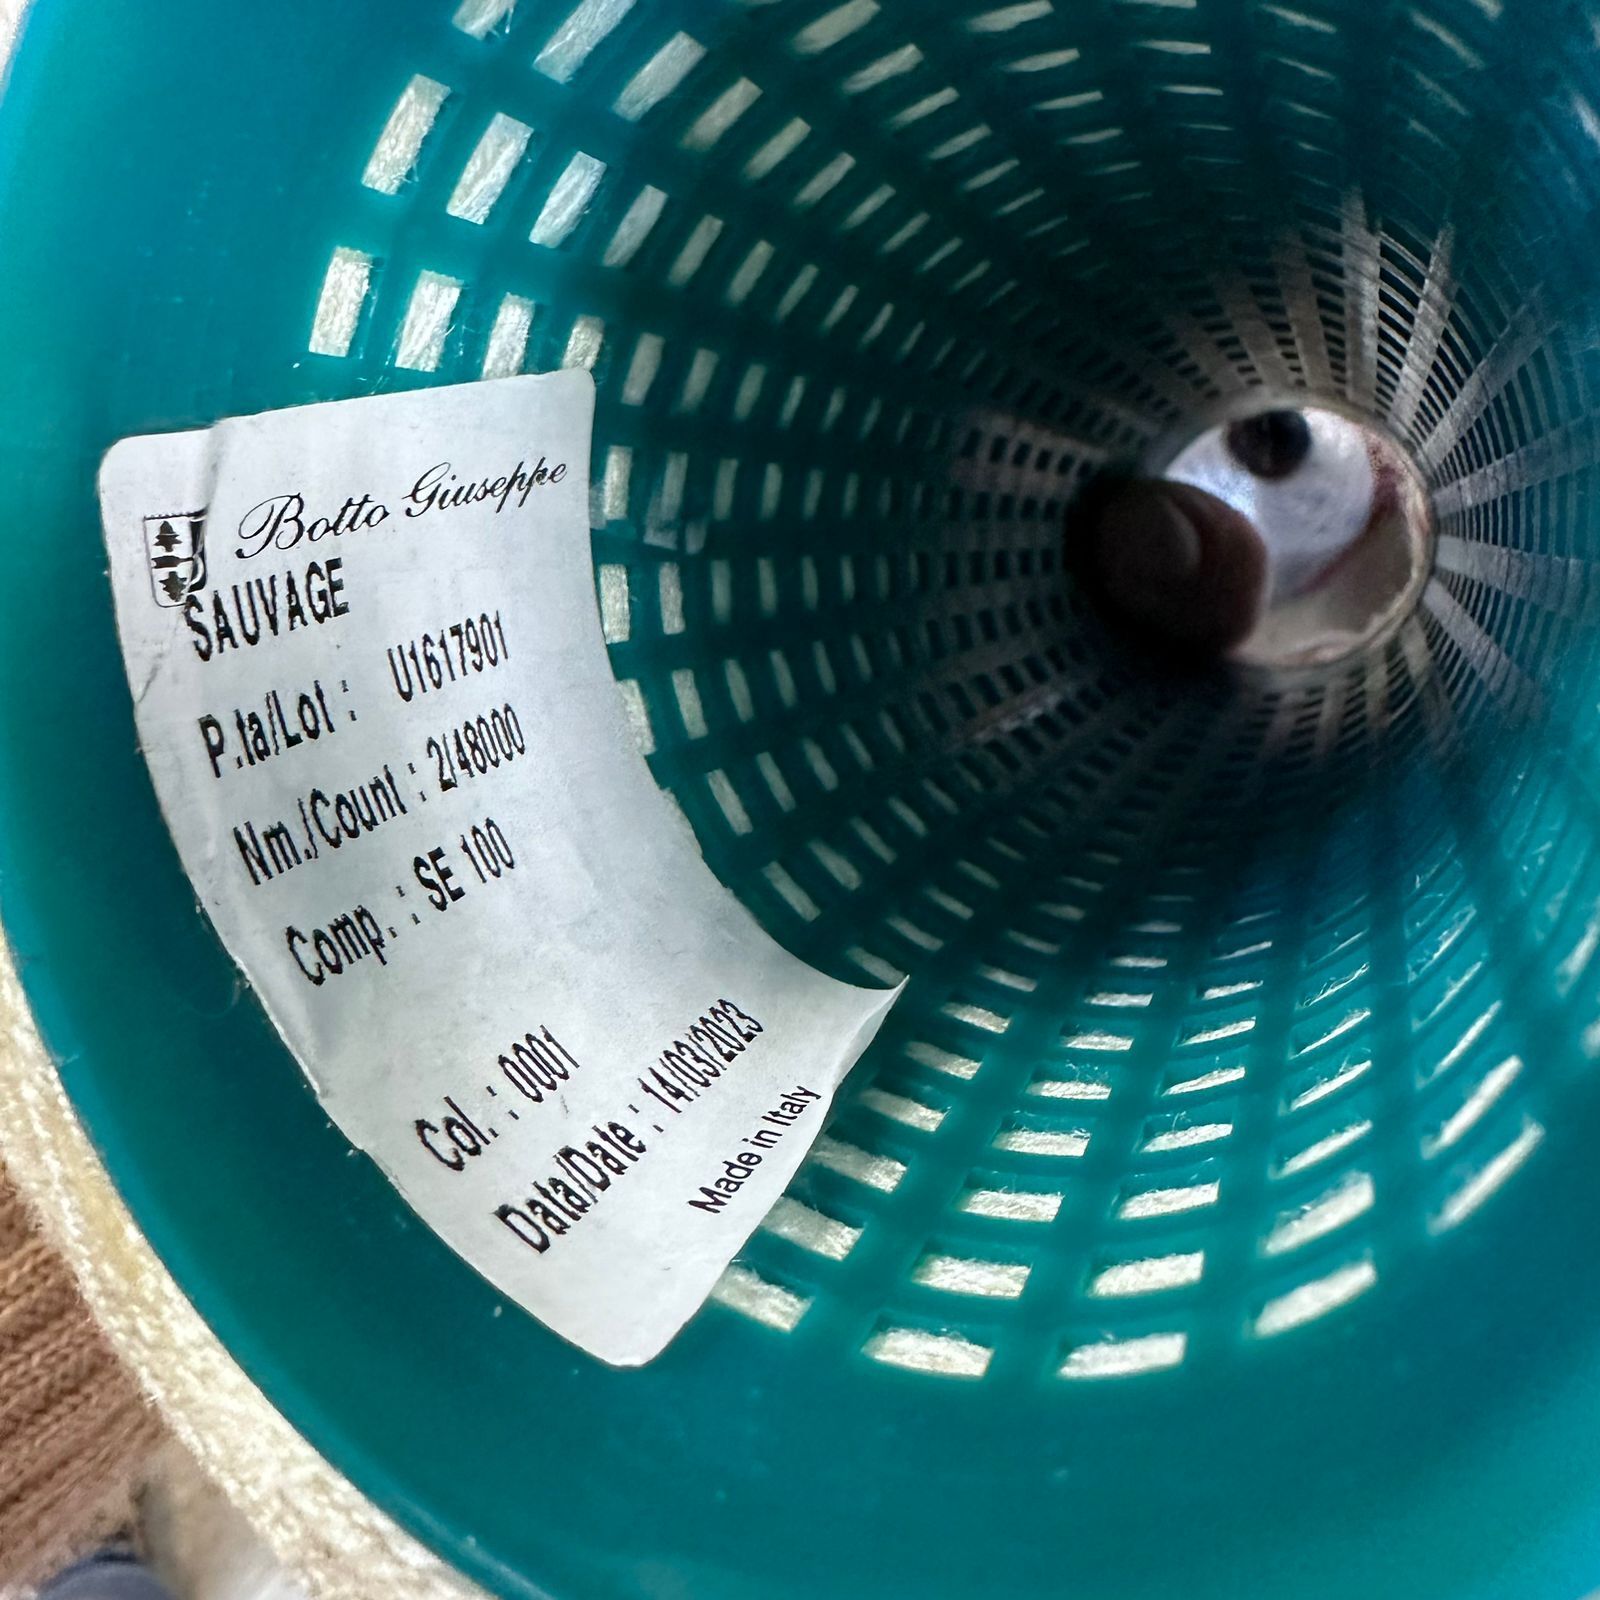 Botto Giuseppe
SAUVAGE
P.ta/Lot : U1617901
Nm./Count : 2/48000
Comp. : SE 100
Col. : 0001
Data/Date : 14/03/2023
Made in Italy